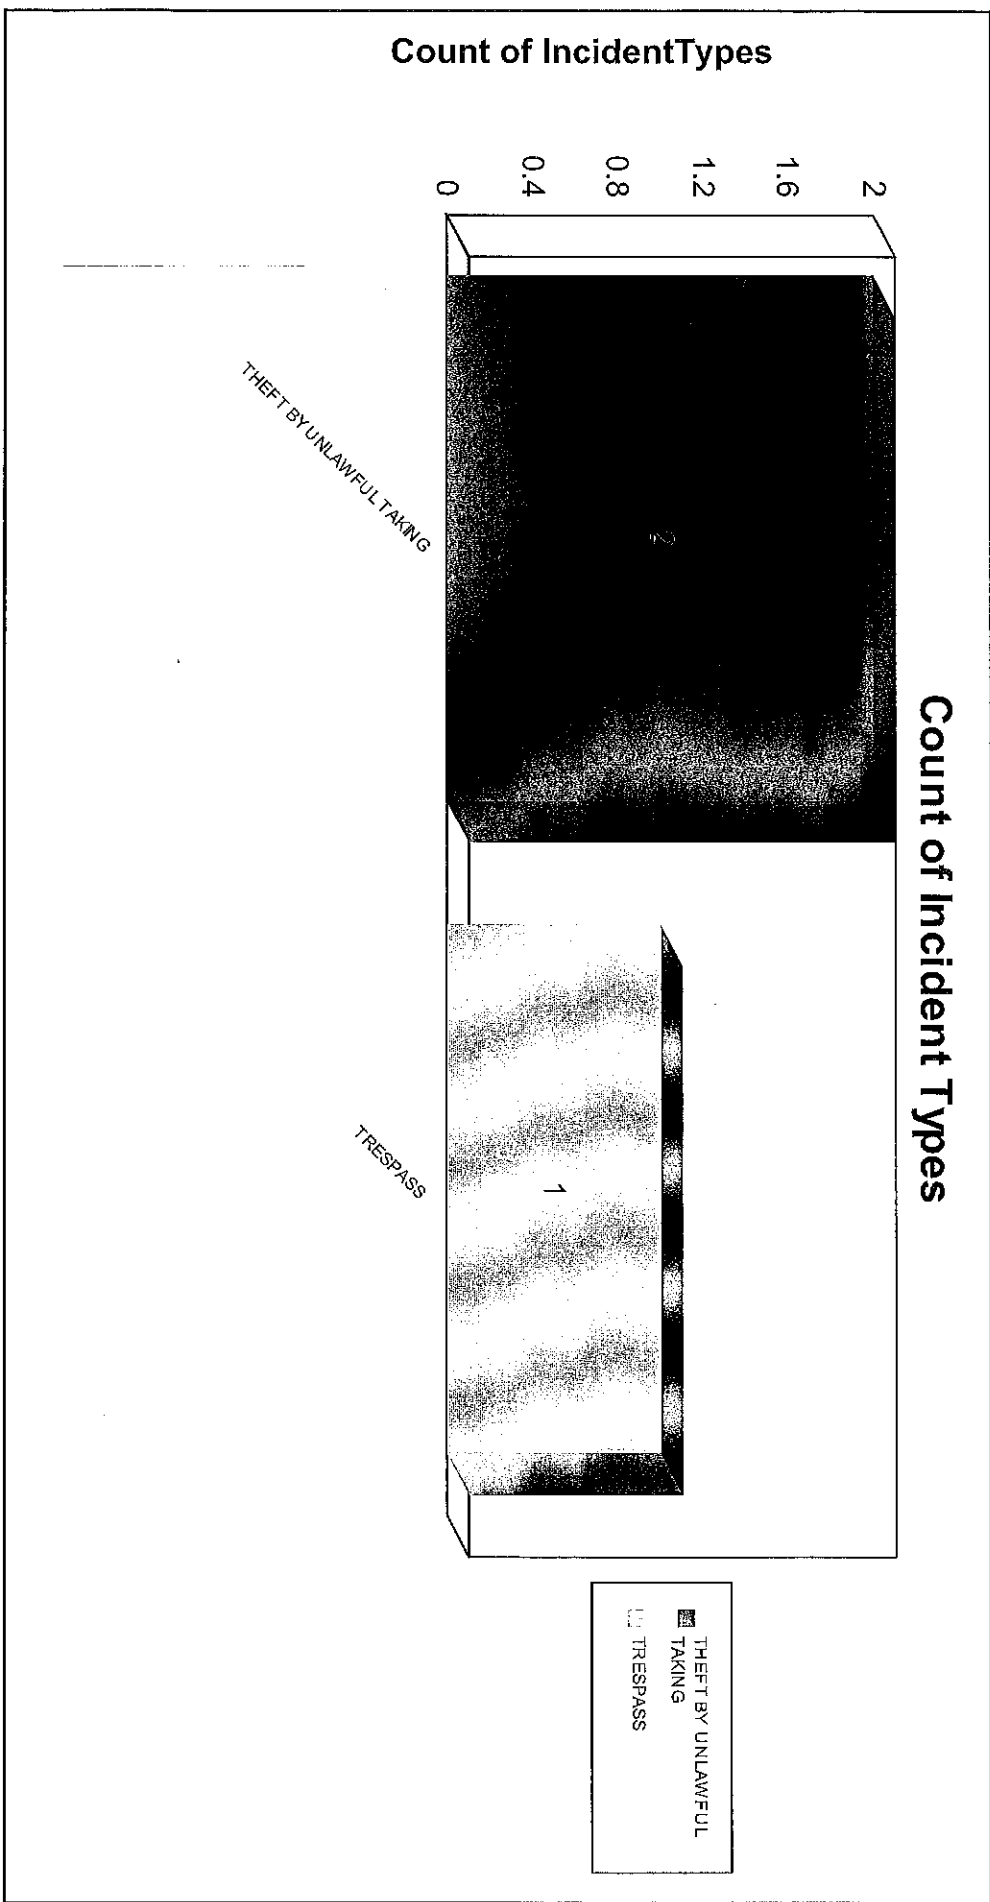 Count of Incident Types
Count of IncidentTypes
2
1.6
1.2
0.8
0.4
0
2
1
THEFT BY UNLAWFUL TAKING
TRESPASS
THEFT BY UNLAWFUL
TAKING
TRESPASS